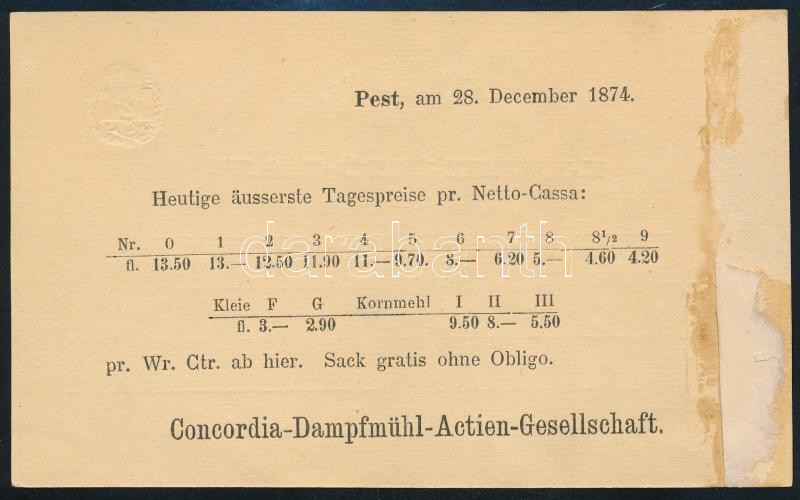 Pest, am 28. December 1874.
Heutige äusserste Tagespreise pr. Netto-Cassa:
Nr. 0 1 2 3 4 5 6 7 8 8 1/2 9
fl. 13.50 13.— 12.50 11.90 11.— 9.70. 8.— 6.20 5.— 4.60 4.20
darabanth
Kleie F G Kornmehl I II III
fl. 3.— 2.90 9.50 8.— 5.50
pr. Wr. Ctr. ab hier. Sack gratis ohne Obligo.
Concordia-Dampfmühl-Actien-Gesellschaft.